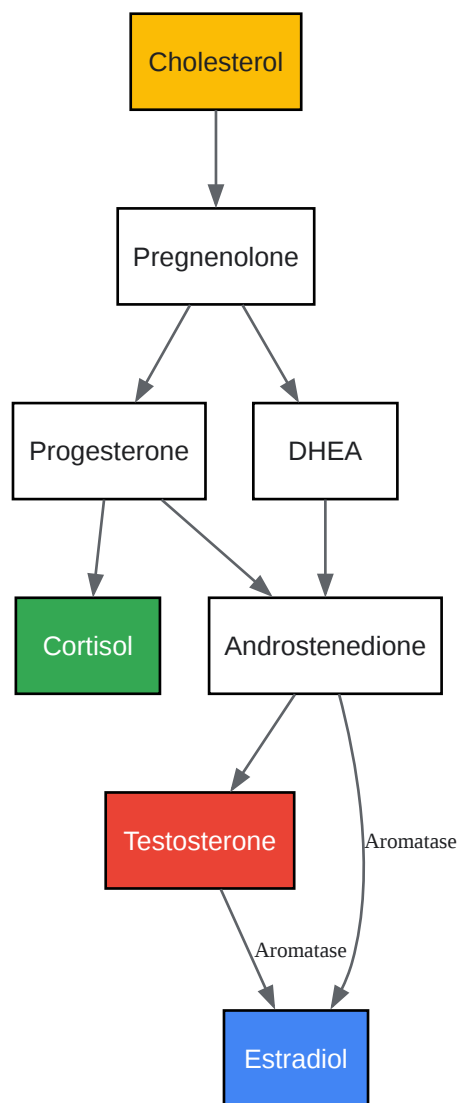 Cholesterol
Pregnenolone
Progesterone
DHEA
Cortisol
Androstenedione
Testosterone
Aromatase
Aromatase
Estradiol